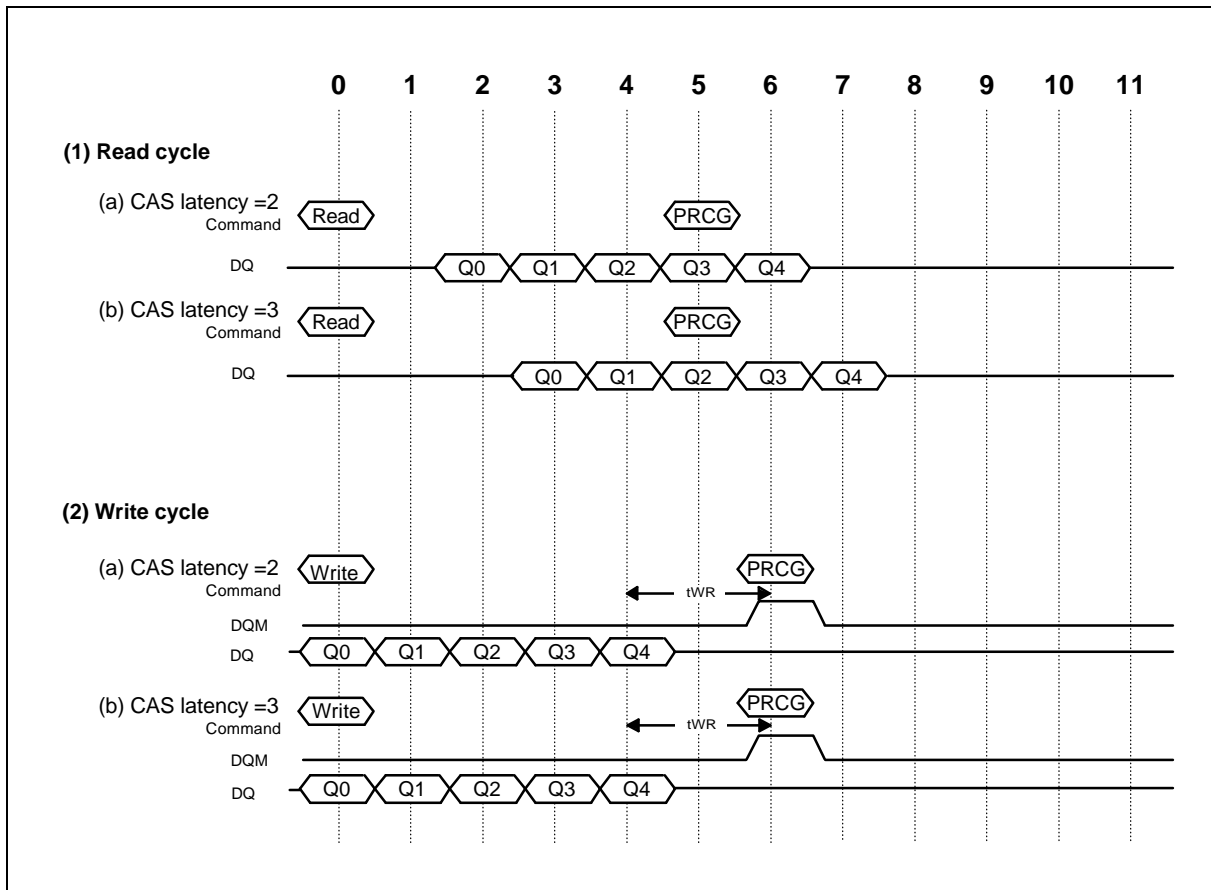 0 1 2 3 4 5 6 7 8 9 10 11
(1) Read cycle
(a) CAS latency =2
Command
Read PRCG
DQ Q0 Q1 Q2 Q3 Q4
(b) CAS latency =3
Command
Read PRCG
DQ Q0 Q1 Q2 Q3 Q4
(2) Write cycle
(a) CAS latency =2
Command
Write PRCG
tWR
DQM
DQ Q0 Q1 Q2 Q3 Q4
(b) CAS latency =3
Command
Write PRCG
tWR
DQM
DQ Q0 Q1 Q2 Q3 Q4